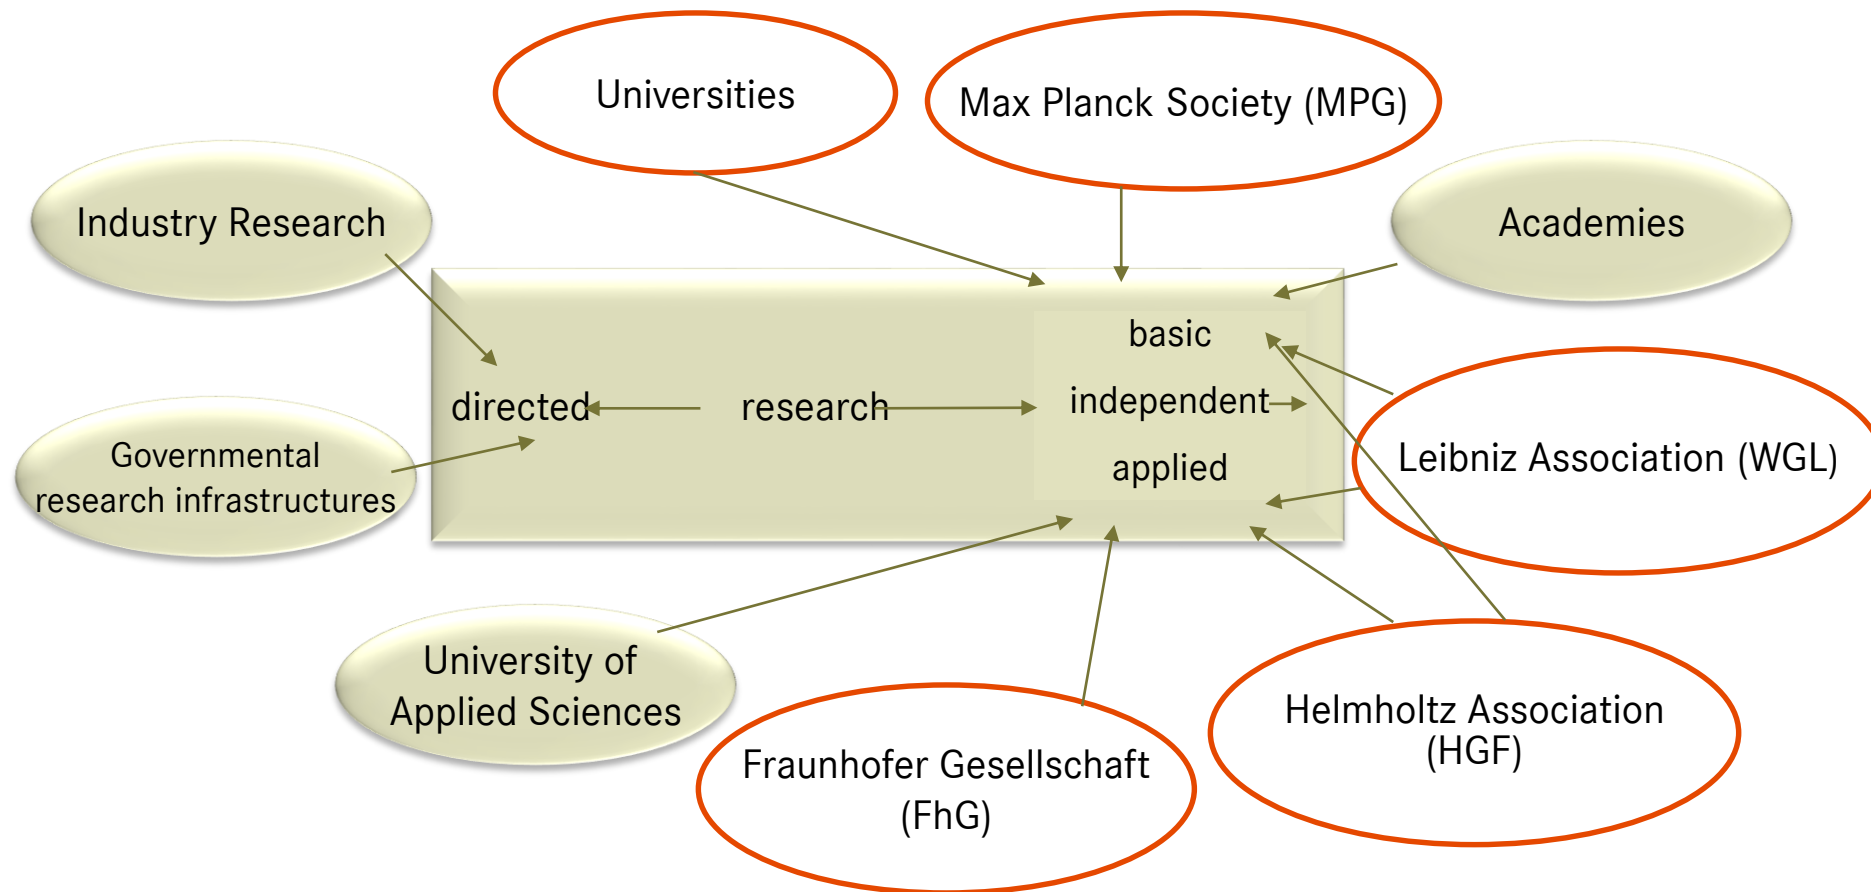 Universities
Max Planck Society (MPG)
Industry Research
Academies
basic
directed
research
independent
applied
Governmental
research infrastructures
Leibniz Association (WGL)
University of
Applied Sciences
Fraunhofer Gesellschaft
(FhG)
Helmholtz Association
(HGF)